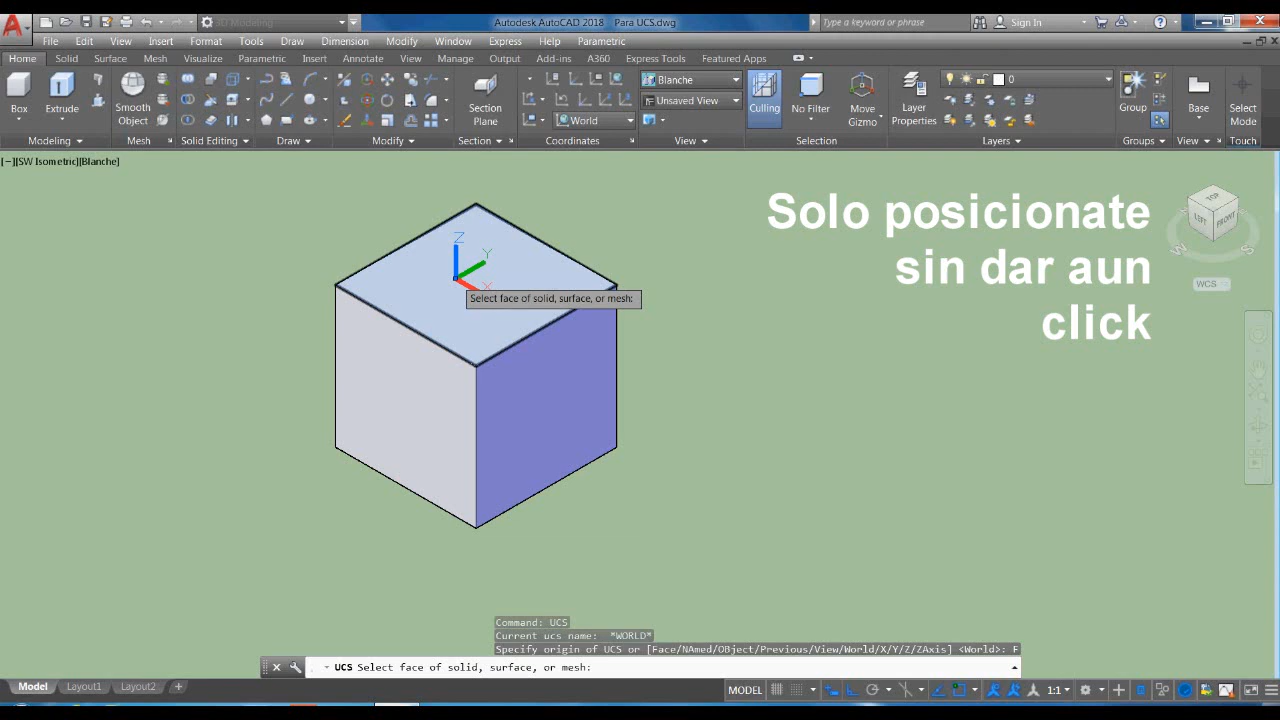 3D Modeling
Autodesk AutoCAD 2018 Para UCS.dwg
Type a keyword or phrase
Sign In
File Edit View Insert Format Tools Draw Dimension Modify Window Express Help Parametric
Home Solid Surface Mesh Visualize Parametric Insert Annotate View Manage Output Add-ins A360 Express Tools Featured Apps
Box
Extrude
Smooth
Object
Section
Plane
Blanche
Unsaved View
World
Culling
No Filter
Move
Gizmo
Layer
Properties
0
Group
Base
Select
Mode
Modeling Mesh Solid Editing Draw Modify Section Coordinates View Selection Layers Groups View Touch
[−][SW Isometric][Blanche]
Solo posicionate
sin dar aun
click
TOP
LEFT
FRONT
W
S
WCS
Z
Y
X
Select face of solid, surface, or mesh:
Command: UCS
Current ucs name: *WORLD*
Specify origin of UCS or [Face/NAmed/OBject/Previous/View/World/X/Y/Z/ZAxis] <World>: F
UCS Select face of solid, surface, or mesh:
Model Layout1 Layout2 +
MODEL
1:1